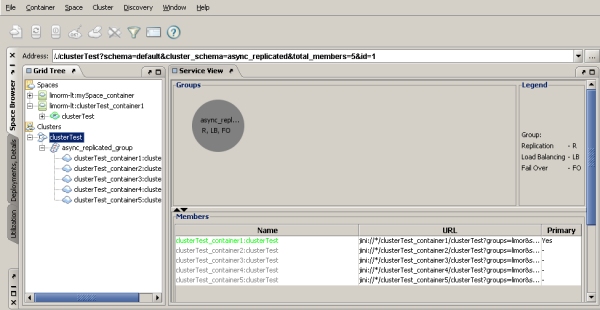 File Container Space Cluster Discovery Window Help
Address: /./clusterTest?schema=default&cluster_schema=async_replicated&total_members=5&id=1
Space Browser
Deployments, Details
Utilization
Grid Tree
Spaces
limorm-lt:mySpace_container
limorm-lt:clusterTest_container1
clusterTest
Clusters
clusterTest
async_replicated_group
clusterTest_container1:cluste
clusterTest_container2:cluste
clusterTest_container3:cluste
clusterTest_container4:cluste
clusterTest_container5:cluste
Service View
Groups
async_repl...
R, LB, FO
Legend
Group:
Replication - R
Load Balancing - LB
Fail Over - FO
Members
Name URL Primary
clusterTest_container1:clusterTest jini://*/clusterTest_container1/clusterTest?groups=limor&s... Yes
clusterTest_container2:clusterTest jini://*/clusterTest_container2/clusterTest?groups=limor&s... -
clusterTest_container3:clusterTest jini://*/clusterTest_container3/clusterTest?groups=limor&s... -
clusterTest_container4:clusterTest jini://*/clusterTest_container4/clusterTest?groups=limor&s... -
clusterTest_container5:clusterTest jini://*/clusterTest_container5/clusterTest?groups=limor&s... -